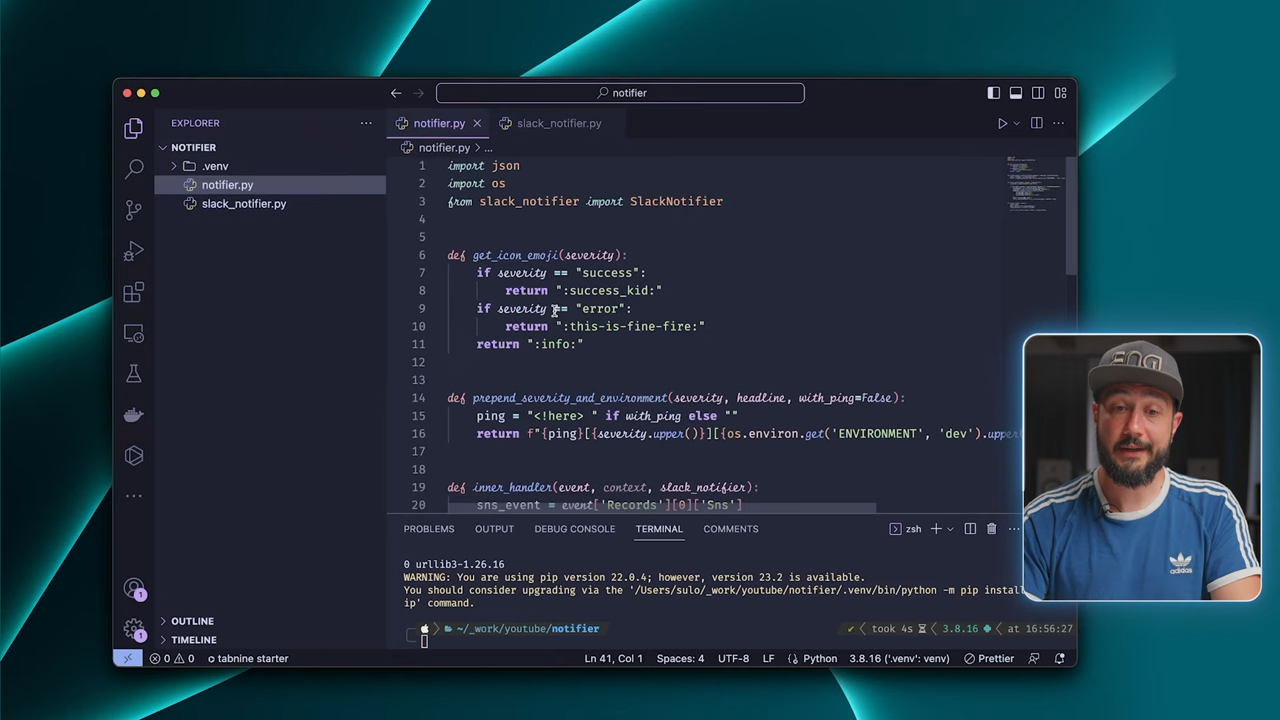 notifier
EXPLORER
notifier.py
slack_notifier.py
NOTIFIER
notifier.py › ...
.venv
notifier.py
slack_notifier.py
1 import json
2 import os
3 from slack_notifier import SlackNotifier
4
5
6 def get_icon_emoji(severity):
7 if severity == "success":
8 return ":success_kid:"
9 if severity == "error":
10 return ":this-is-fine-fire:"
11 return ":info:"
12
13
14 def prepend_severity_and_environment(severity, headline, with_ping=False):
15 ping = "<!here> " if with_ping else ""
16 return f"{ping}[{severity.upper()}][{os.environ.get('ENVIRONMENT', 'dev').upper(
17
18
19 def inner_handler(event, context, slack_notifier):
20 sns_event = event['Records'][0]['Sns']
PROBLEMS
OUTPUT
DEBUG CONSOLE
TERMINAL
COMMENTS
zsh
0 urllib3-1.26.16
WARNING: You are using pip version 22.0.4; however, version 23.2 is available.
You should consider upgrading via the '/Users/sulo/_work/youtube/notifier/.venv/bin/python -m pip install
ip' command.
~/_work/youtube/notifier
took 4s
3.8.16
at 16:56:27
OUTLINE
TIMELINE
1
1
0 0 tabnine starter
Ln 41, Col 1
Spaces: 4
UTF-8
LF
Python
3.8.16 ('.venv': venv)
Prettier
adidas